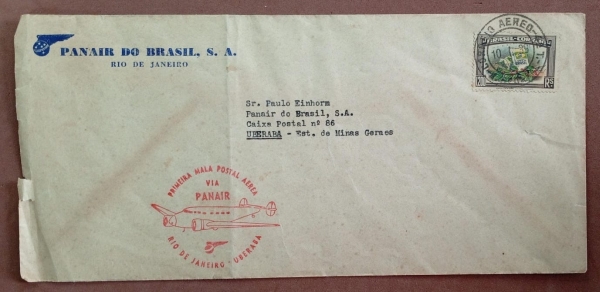 PANAIR DO BRASIL, S. A.
RIO DE JANEIRO
AEREO
BRASIL CORREIO
10
Sr. Paulo Einhorn
Panair do Brasil, S.A.
Caixa Postal nº 86
UBERABA - Est. de Minas Geraes
PRIMEIRA MALA POSTAL AEREA
VIA
PANAIR
RIO DE JANEIRO - UBERABA